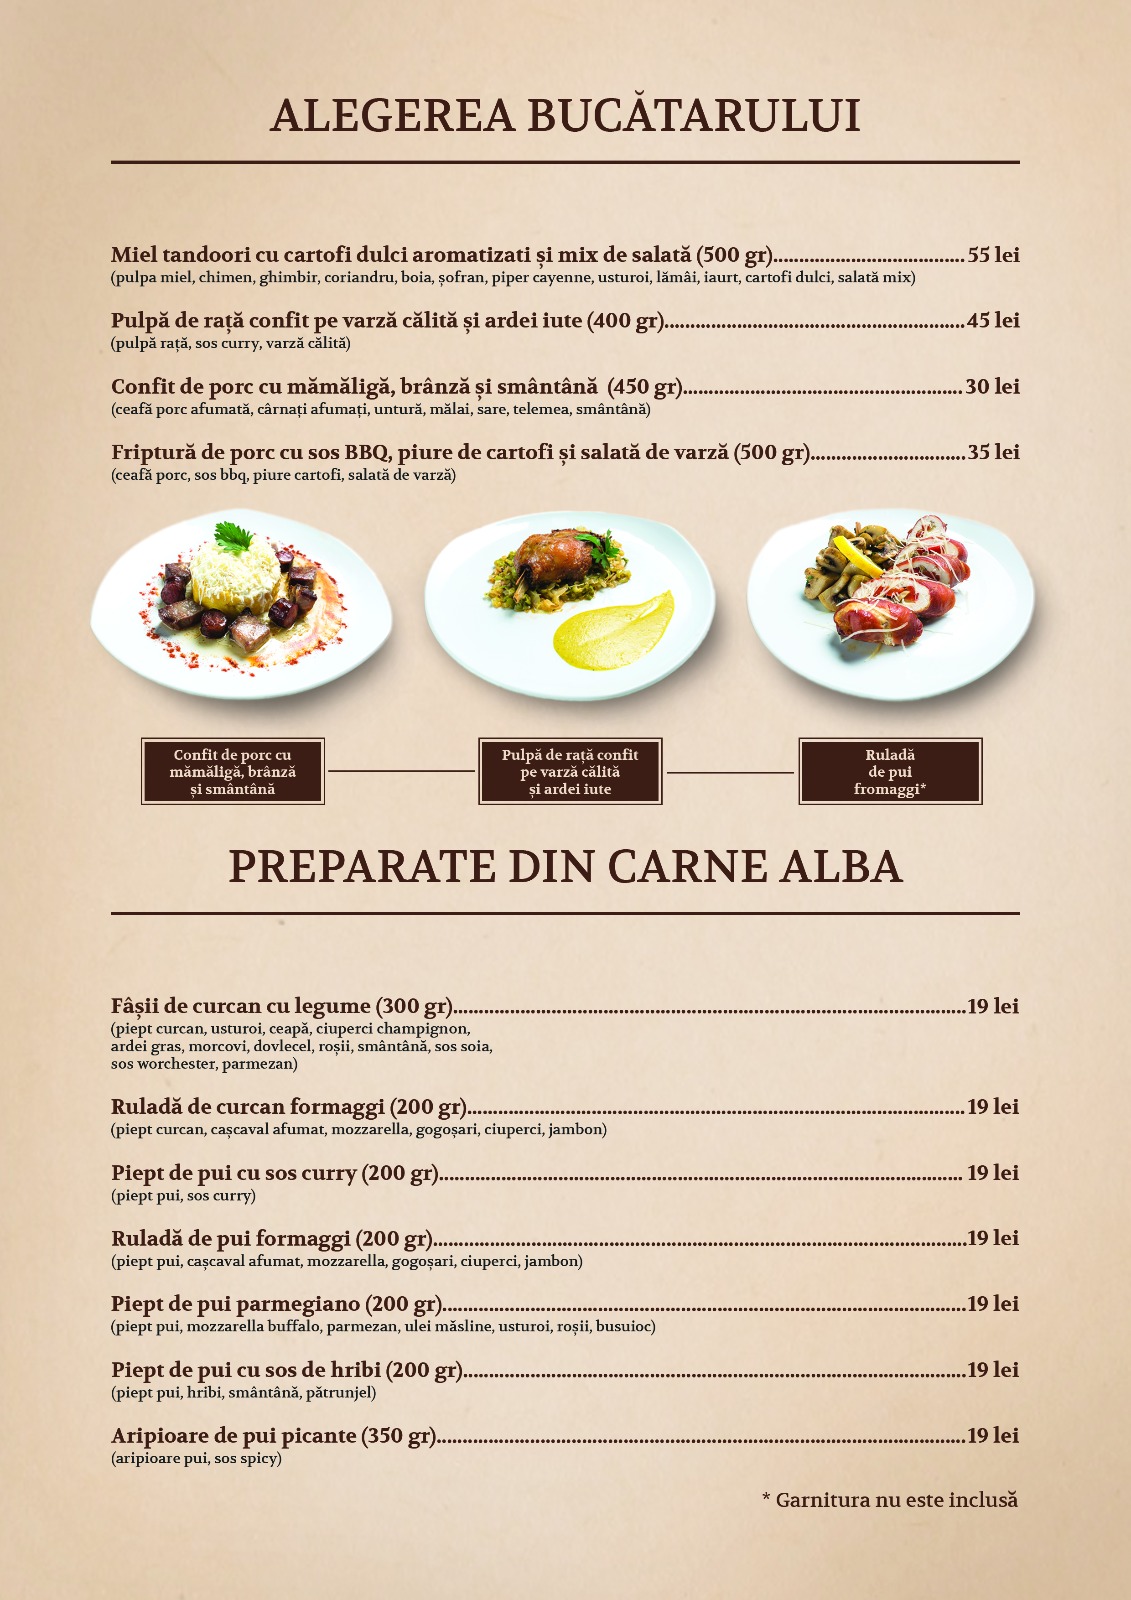 ALEGEREA BUCĂTARULUI
Miel tandoori cu cartofi dulci aromatizati și mix de salată (500 gr)....................................55 lei
(pulpa miel, chimen, ghimbir, coriandru, boia, șofran, piper cayenne, usturoi, lămâi, iaurt, cartofi dulci, salată mix)
Pulpă de rață confit pe varză călită și ardei iute (400 gr)..........................................................45 lei
(pulpă rață, sos curry, varză călită)
Confit de porc cu mămăligă, brânză și smântână  (450 gr)......................................................30 lei
(ceafă porc afumată, cârnați afumați, untură, mălai, sare, telemea, smântână)
Friptură de porc cu sos BBQ, piure de cartofi și salată de varză (500 gr)..............................35 lei
(ceafă porc, sos bbq, piure cartofi, salată de varză)
Confit de porc cu
mămăligă, brânză
și smântână
Pulpă de rață confit
pe varză călită
și ardei iute
Ruladă
de pui
fromaggi*
PREPARATE DIN CARNE ALBA
Fâșii de curcan cu legume (300 gr)...................................................................................................19 lei
(piept curcan, usturoi, ceapă, ciuperci champignon,
ardei gras, morcovi, dovlecel, roșii, smântână, sos soia,
sos worchester, parmezan)
Ruladă de curcan formaggi (200 gr)................................................................................................19 lei
(piept curcan, cașcaval afumat, mozzarella, gogoșari, ciuperci, jambon)
Piept de pui cu sos curry (200 gr)..................................................................................................... 19 lei
(piept pui, sos curry)
Ruladă de pui formaggi (200 gr).......................................................................................................19 lei
(piept pui, cașcaval afumat, mozzarella, gogoșari, ciuperci, jambon)
Piept de pui parmegiano (200 gr).....................................................................................................19 lei
(piept pui, mozzarella buffalo, parmezan, ulei măsline, usturoi, roșii, busuioc)
Piept de pui cu sos de hribi (200 gr).................................................................................................19 lei
(piept pui, hribi, smântână, pătrunjel)
Aripioare de pui picante (350 gr)......................................................................................................19 lei
(aripioare pui, sos spicy)
* Garnitura nu este inclusă